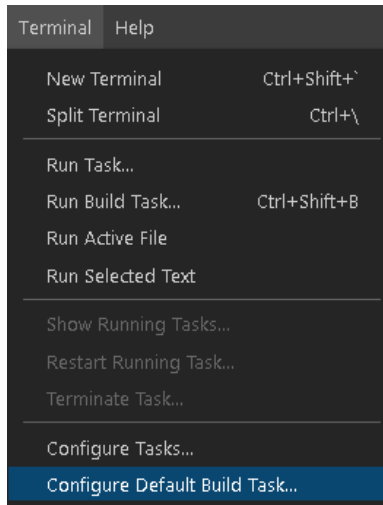 Terminal Help
New Terminal Ctrl+Shift+`
Split Terminal Ctrl+\
Run Task...
Run Build Task... Ctrl+Shift+B
Run Active File
Run Selected Text
Show Running Tasks...
Restart Running Task...
Terminate Task...
Configure Tasks...
Configure Default Build Task...